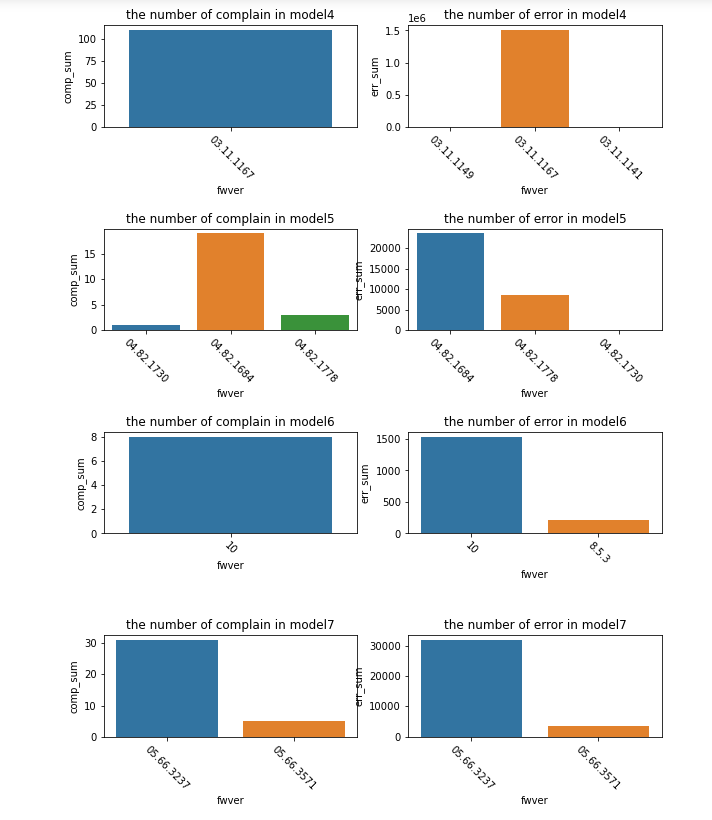 the number of complain in model4
the number of error in model4
1e6
comp_sum
100
75
50
25
0
03.11.1167
fwver
err_sum
1.5
1.0
0.5
0.0
03.11.1149
03.11.1167
03.11.1141
fwver
the number of complain in model5
the number of error in model5
comp_sum
15
10
5
0
04.82.1730
04.82.1684
04.82.1778
fwver
err_sum
20000
15000
10000
5000
0
04.82.1684
04.82.1778
04.82.1730
fwver
the number of complain in model6
the number of error in model6
comp_sum
8
6
4
2
0
10
fwver
err_sum
1500
1000
500
0
10
8.5.3
fwver
the number of complain in model7
the number of error in model7
comp_sum
30
20
10
0
05.66.3237
05.66.3571
fwver
err_sum
30000
20000
10000
0
05.66.3237
05.66.3571
fwver